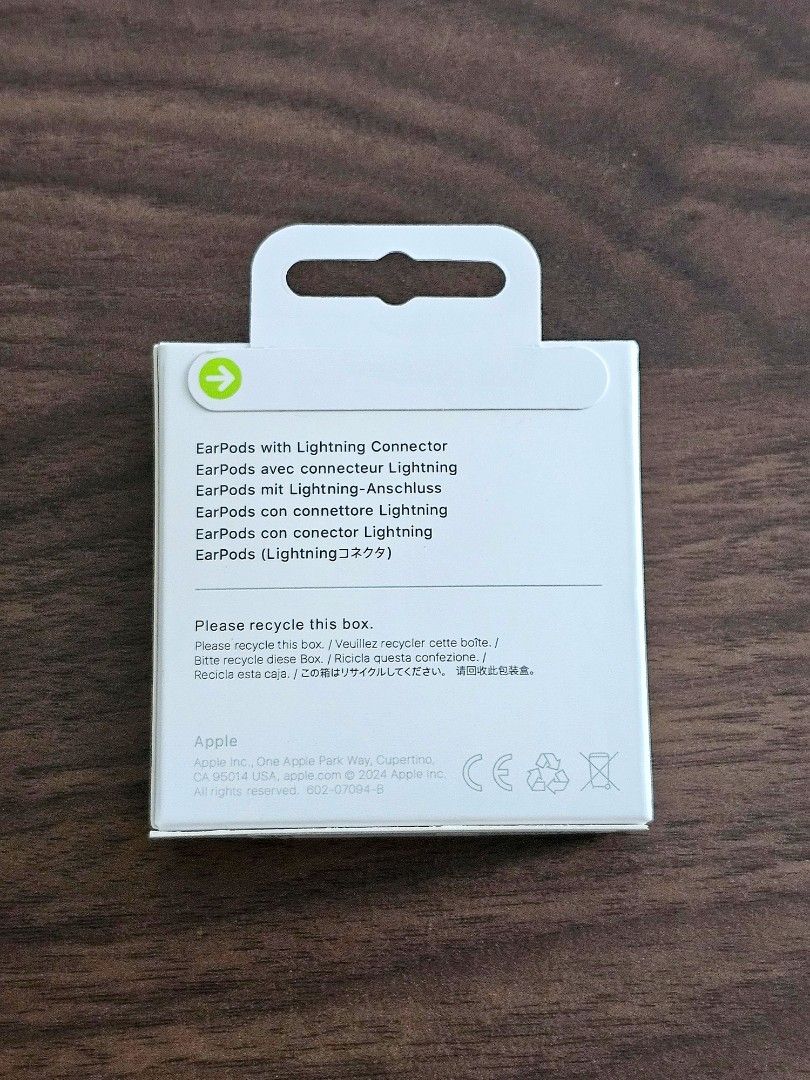 EarPods with Lightning Connector
EarPods avec connecteur Lightning
EarPods mit Lightning-Anschluss
EarPods con connettore Lightning
EarPods con conector Lightning
EarPods (Lightningコネクタ)
Please recycle this box.
Please recycle this box. / Veuillez recycler cette boîte. /
Bitte recycle diese Box. / Ricicla questa confezione. /
Recicla esta caja. / この箱はリサイクルしてください。 请回收此包装盒。
Apple
Apple Inc., One Apple Park Way, Cupertino,
CA 95014 USA, apple.com © 2024 Apple Inc.
All rights reserved. 602-07094-B
CE